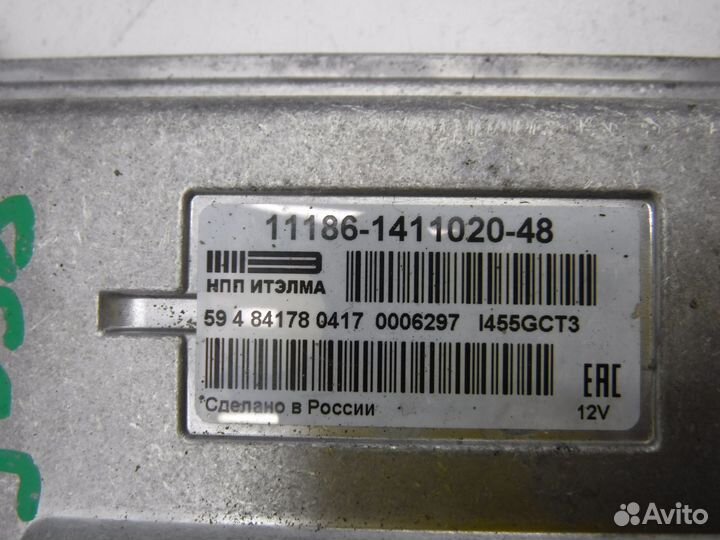 11186-1411020-48
НПП ИТЭЛМА
59 4 84178 0417 0006297 I455GCT3
EAC
Сделано в России
12V
Avito